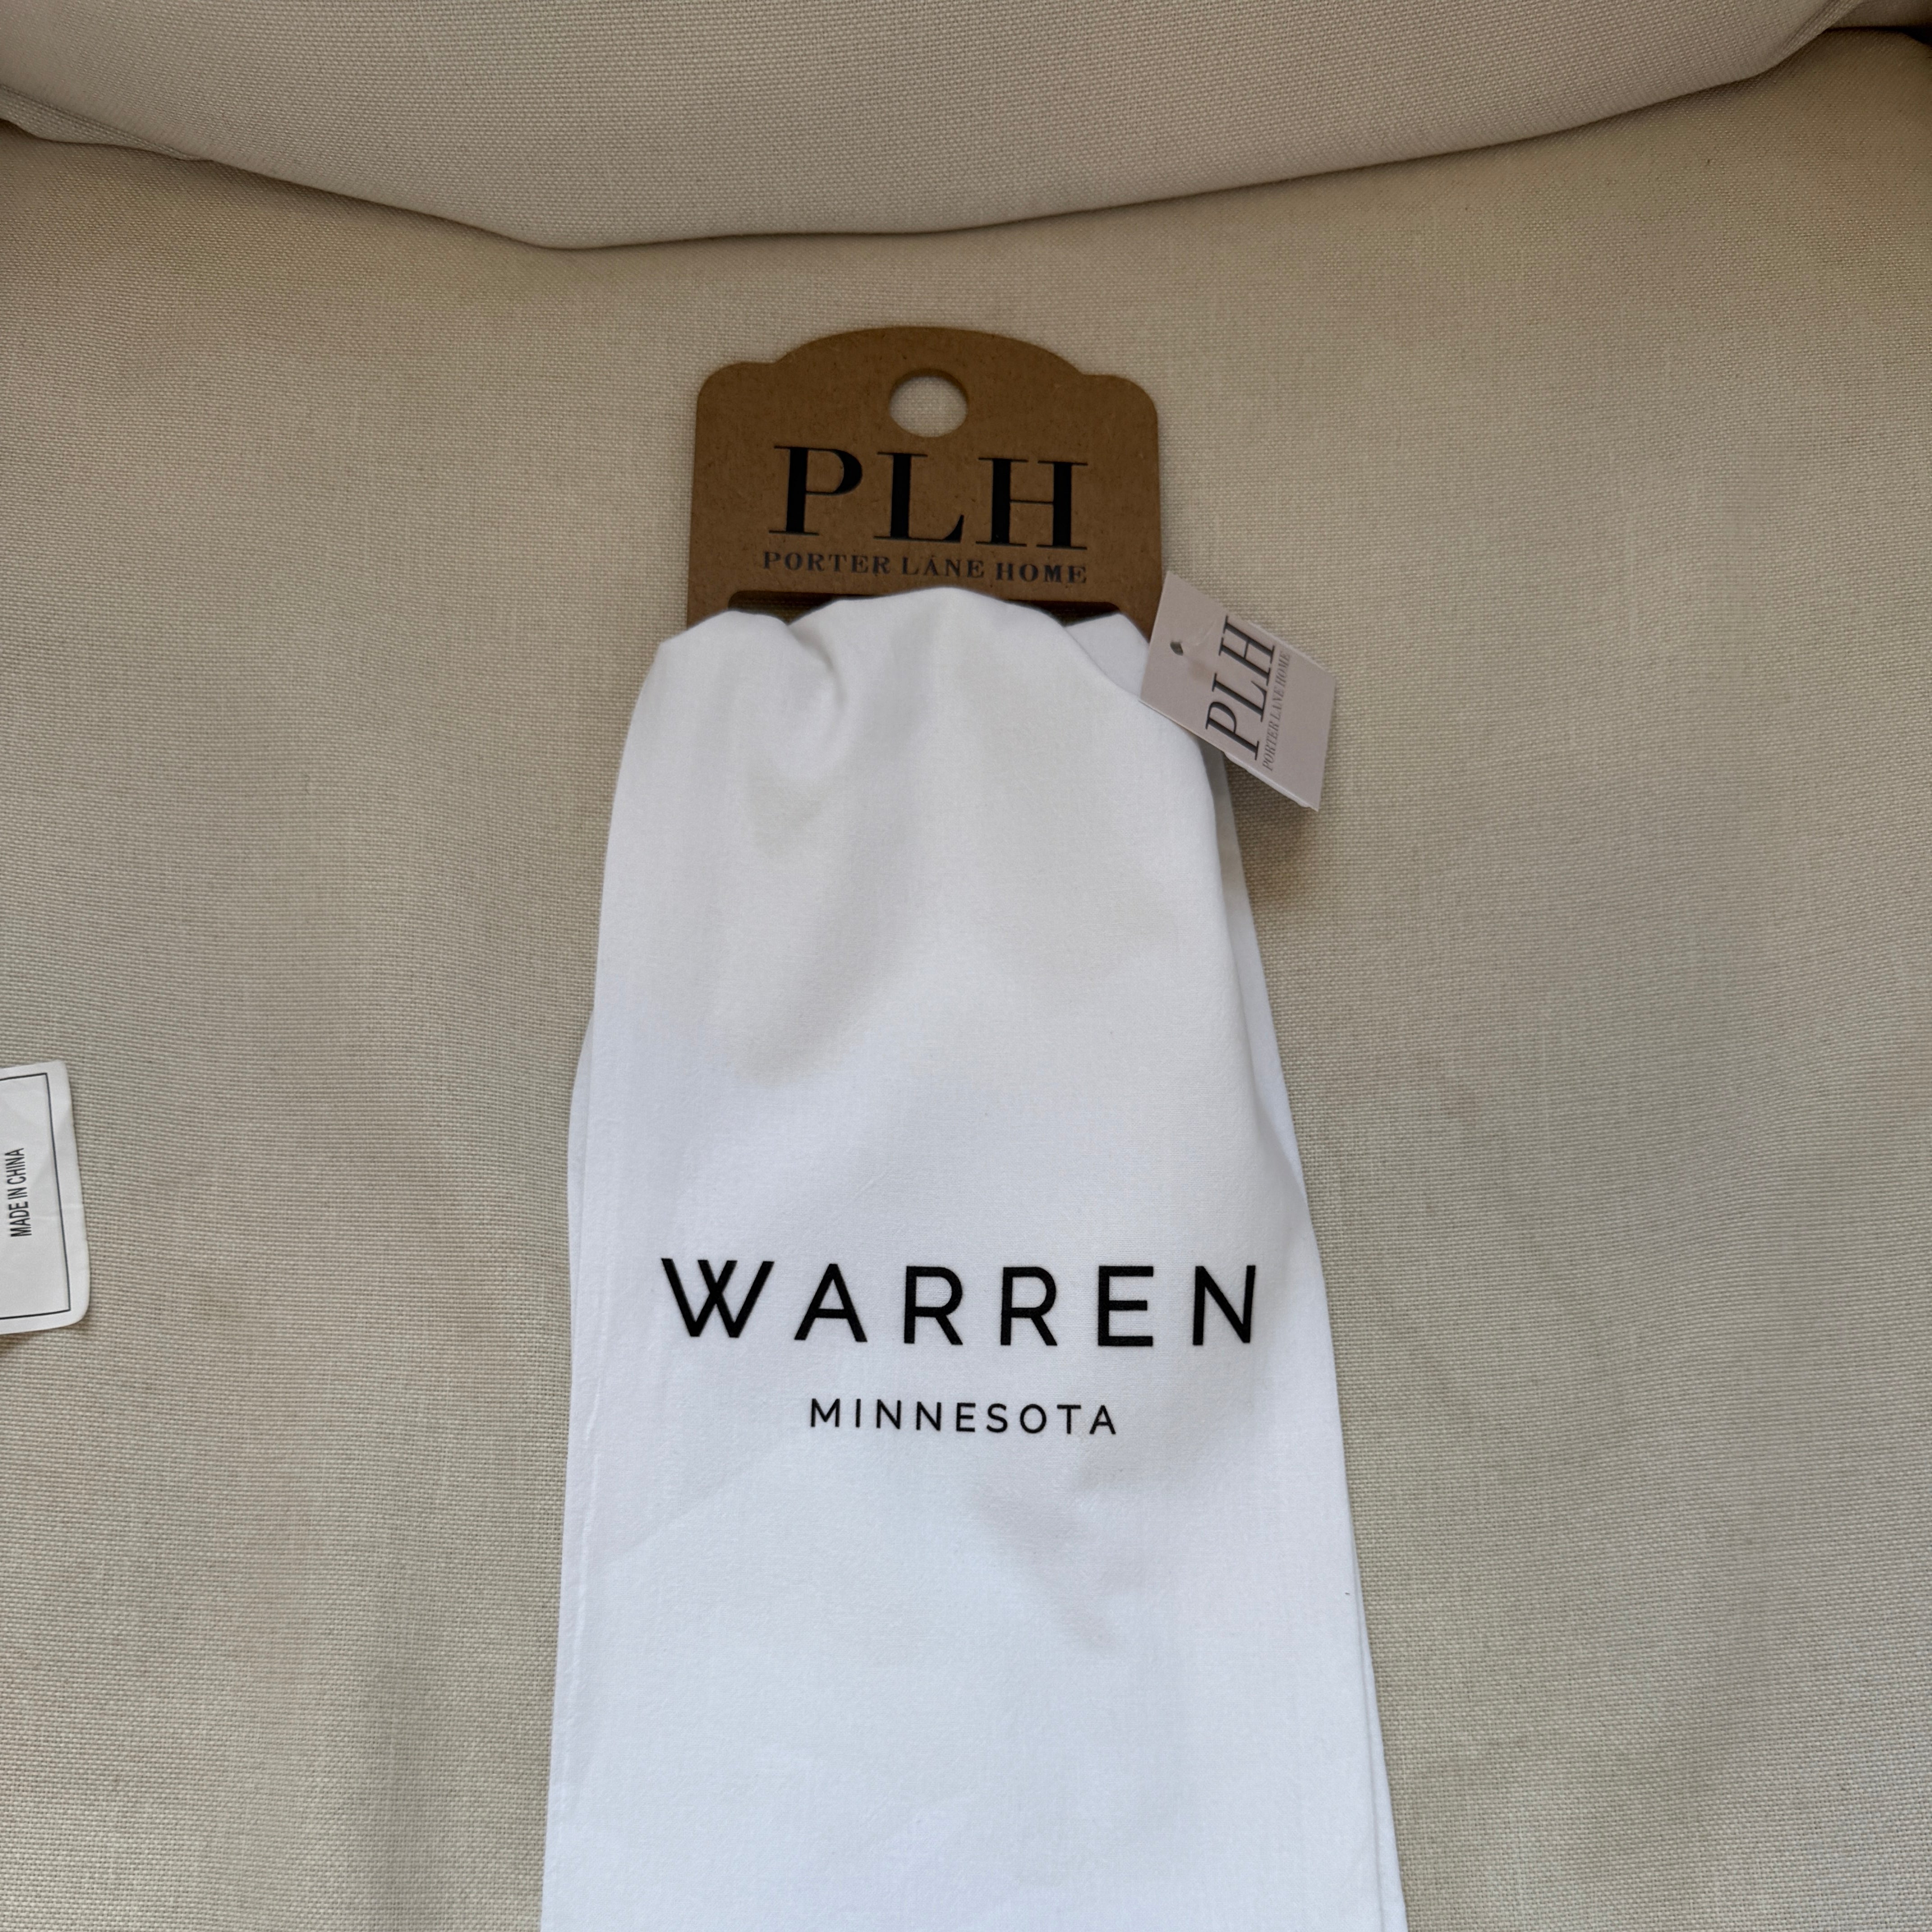 PLH
PORTER LANE HOME
PLH
PORTER LANE HOME
MADE IN CHINA
WARREN
MINNESOTA